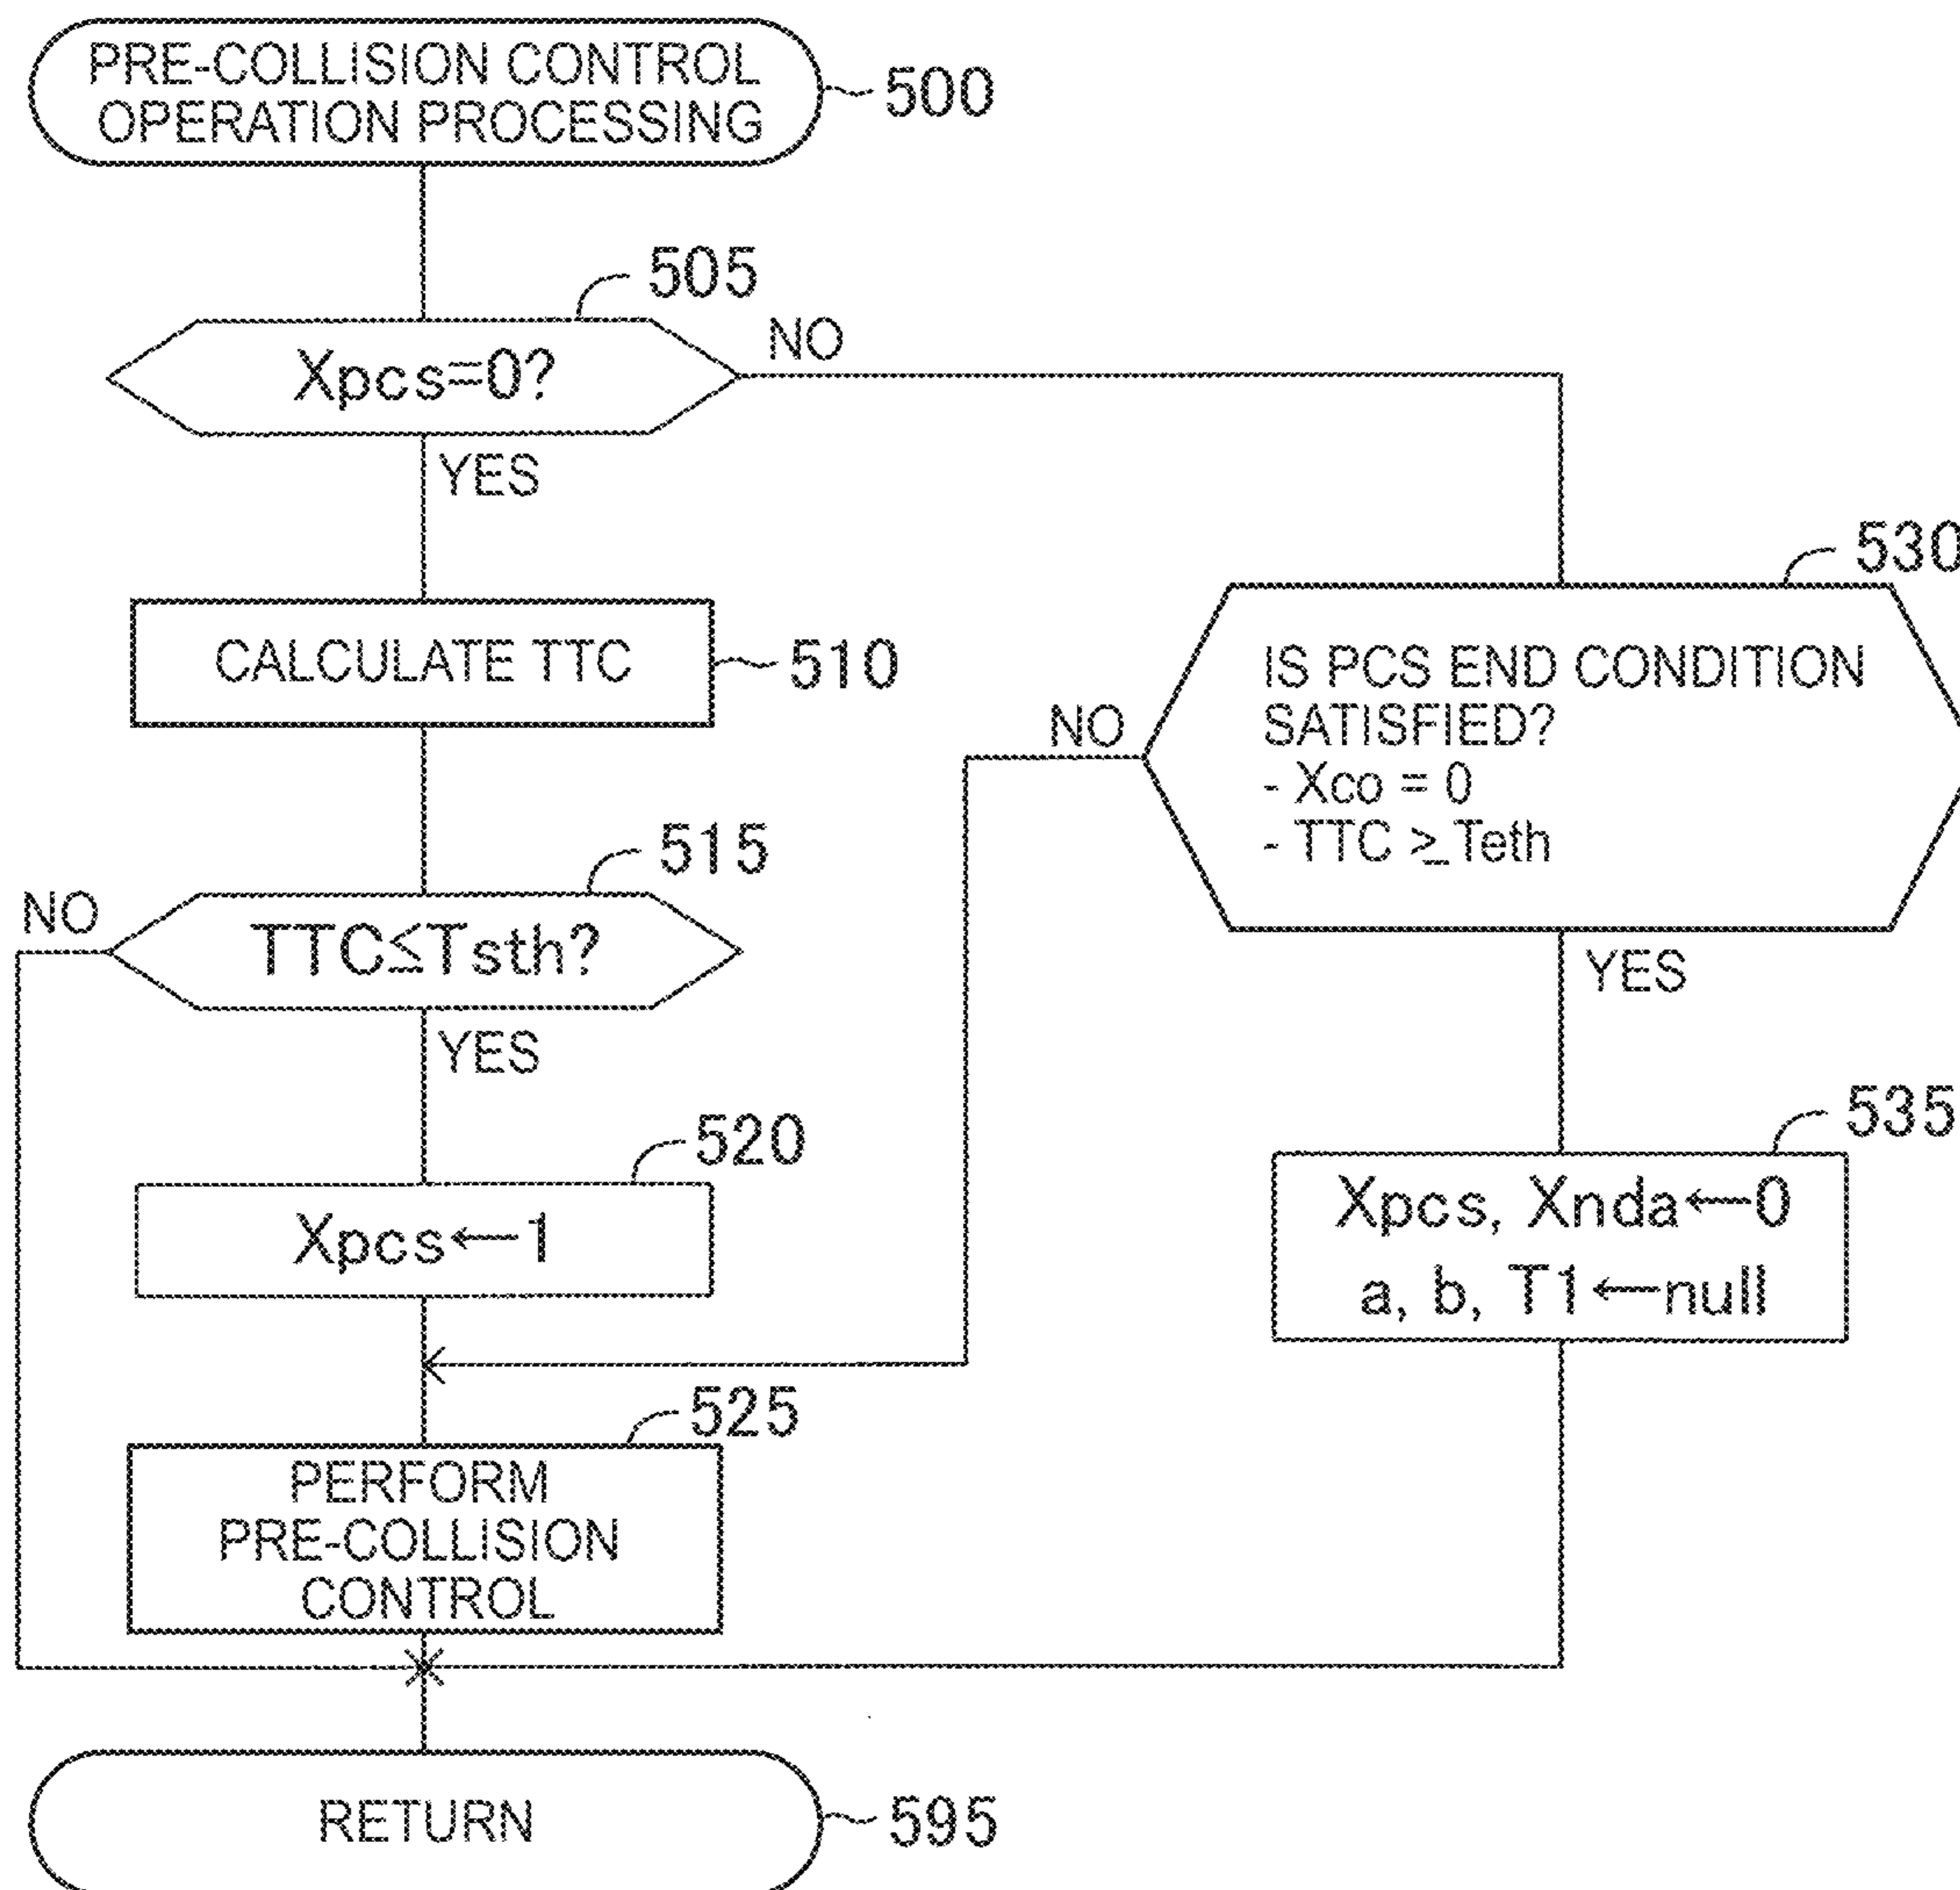 PRE-COLLISION CONTROL
OPERATION PROCESSING
500
505
Xpcs=0?
NO
YES
CALCULATE TTC
510
515
TTC≦Tsth?
NO
YES
520
Xpcs←1
525
PERFORM
PRE-COLLISION
CONTROL
530
IS PCS END CONDITION
SATISFIED?
- Xco = 0
- TTC ≥ Teth
NO
YES
535
Xpcs, Xnda←0
a, b, T1←null
RETURN
595